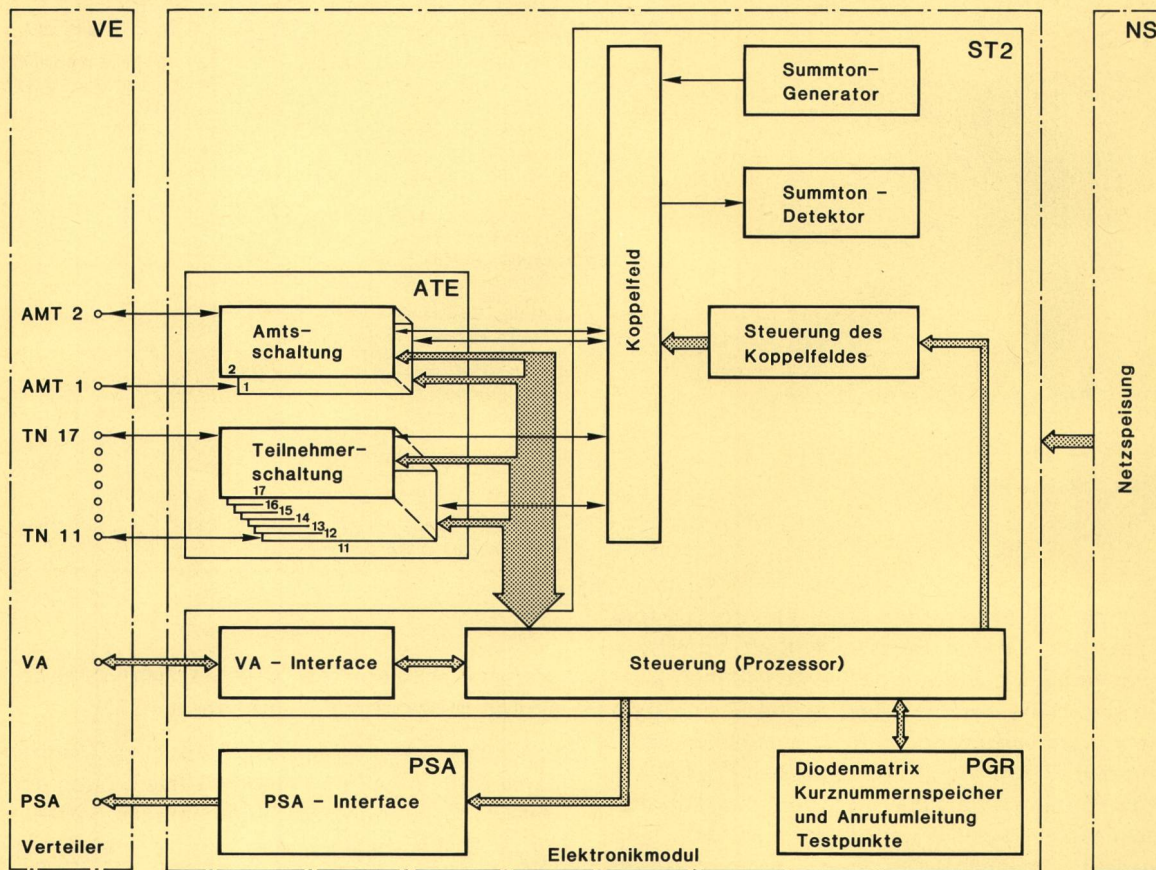 VE
NS
ST2
Summton-
Generator
Summton -
Detektor
Koppelfeld
Steuerung des
Koppelfeldes
Netzspeisung
ATE
AMT 2
Amts-
schaltung
2
1
AMT 1
TN 17
Teilnehmer-
schaltung
17
16
15
14
13
12
11
TN 11
VA
VA - Interface
Steuerung (Prozessor)
PSA
PSA - Interface
PSA
PGR
Diodenmatrix
Kurznummernspeicher
und Anrufumleitung
Testpunkte
Verteiler
Elektronikmodul